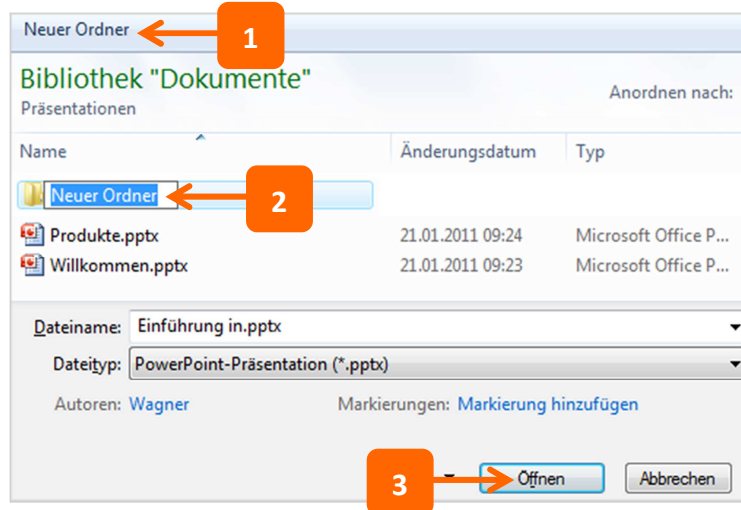 Neuer Ordner 1
Bibliothek "Dokumente"
Präsentationen Anordnen nach:
Name Änderungsdatum Typ
Neuer Ordner 2
Produkte.pptx 21.01.2011 09:24 Microsoft Office P...
Willkommen.pptx 21.01.2011 09:23 Microsoft Office P...
Dateiname: Einführung in.pptx
Dateityp: PowerPoint-Präsentation (*.pptx)
Autoren: Wagner Markierungen: Markierung hinzufügen
3 Öffnen Abbrechen